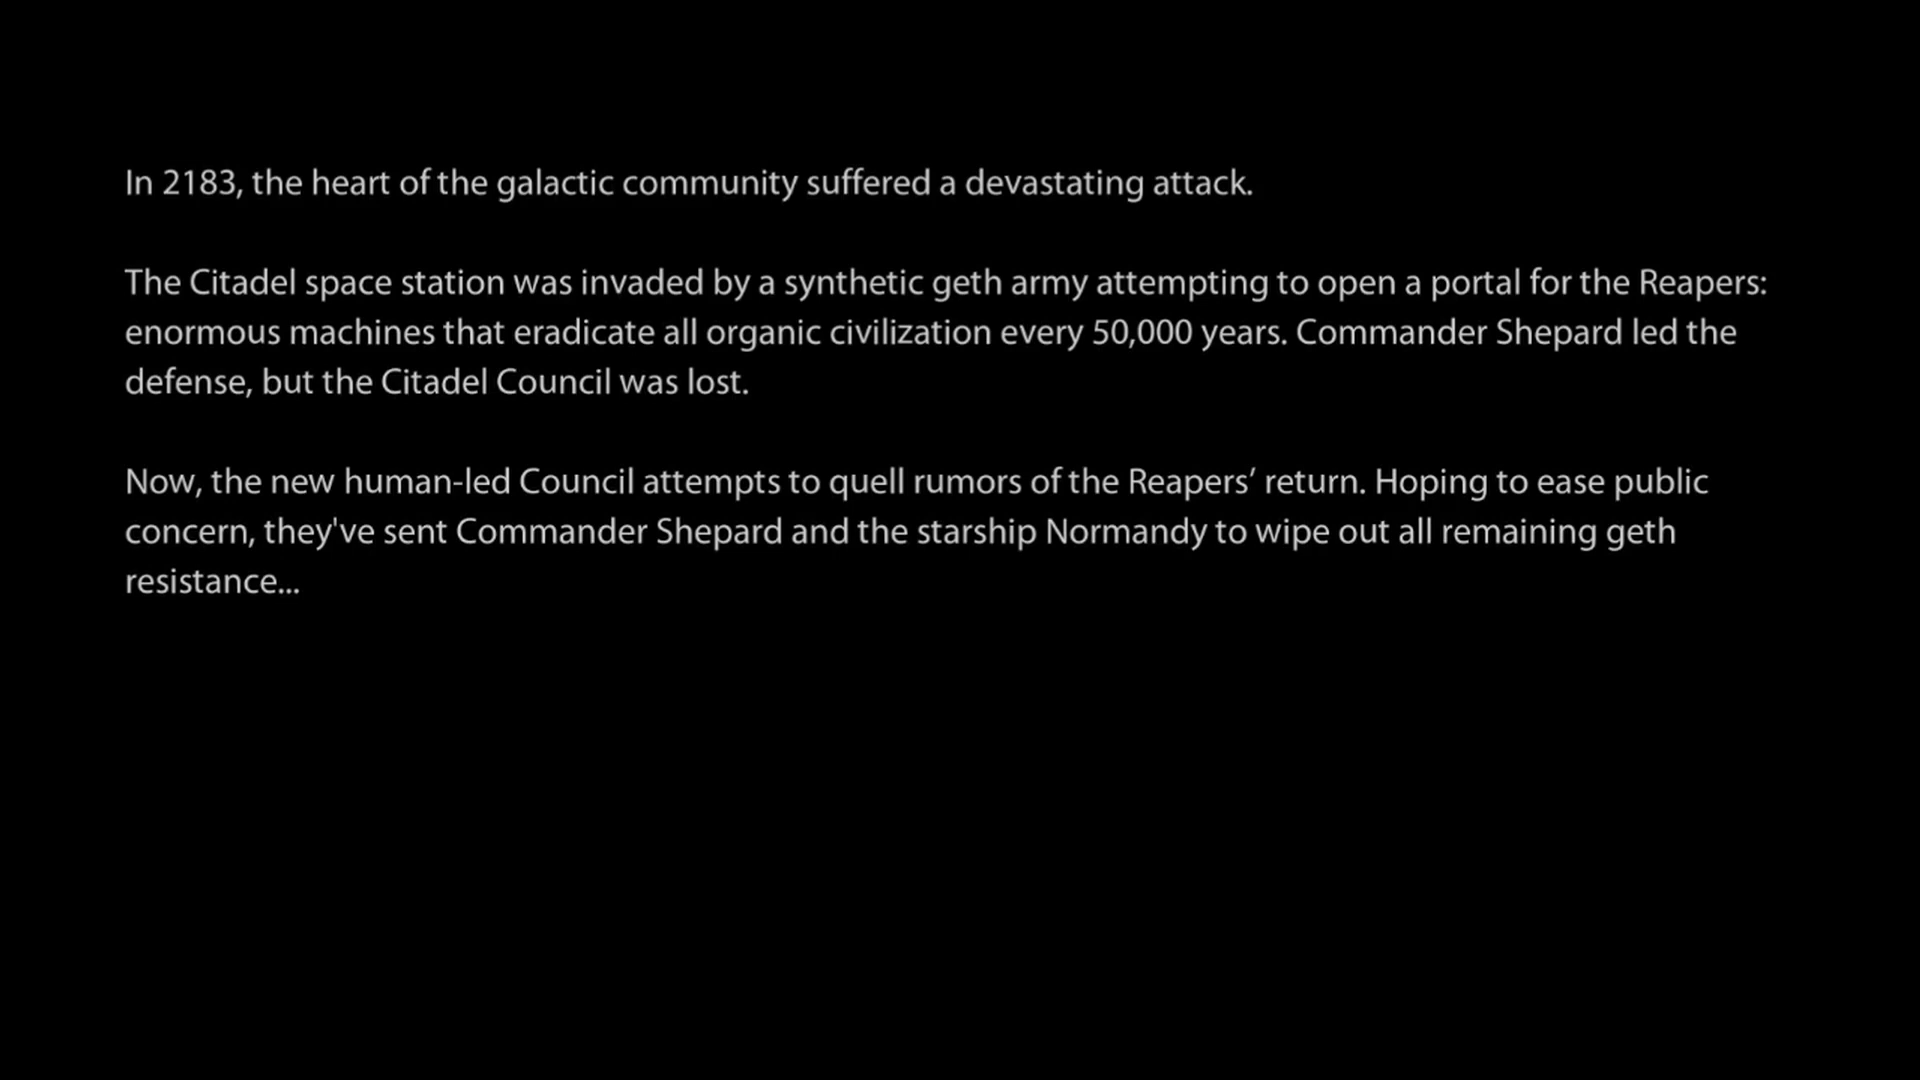 In 2183, the heart of the galactic community suffered a devastating attack.
The Citadel space station was invaded by a synthetic geth army attempting to open a portal for the Reapers:
enormous machines that eradicate all organic civilization every 50,000 years. Commander Shepard led the
defense, but the Citadel Council was lost.
Now, the new human-led Council attempts to quell rumors of the Reapers’ return. Hoping to ease public
concern, they've sent Commander Shepard and the starship Normandy to wipe out all remaining geth
resistance...